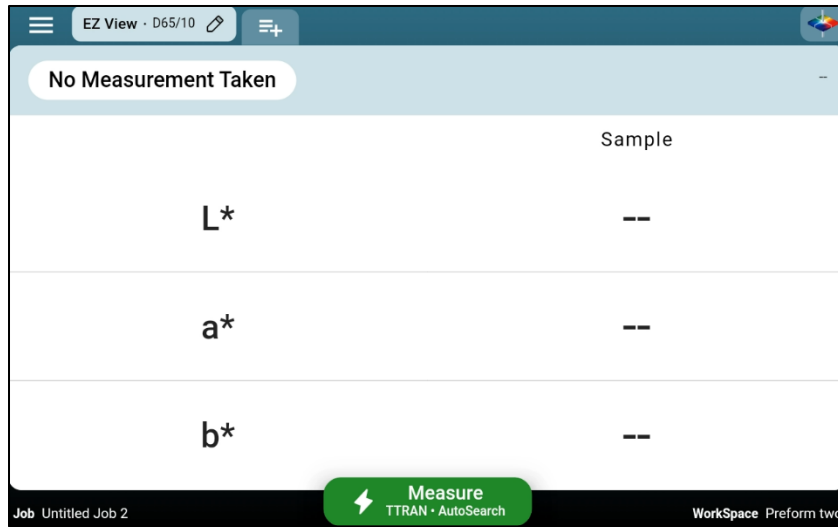 EZ View · D65/10
No Measurement Taken --
Sample
L* --
a* --
b* --
Measure
TTRAN • AutoSearch
Job Untitled Job 2
WorkSpace Preform two